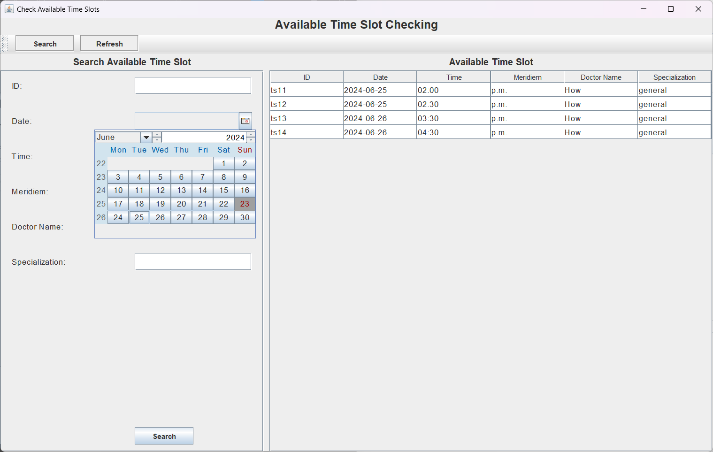 Check Available Time Slots
Available Time Slot Checking
Search Refresh
Search Available Time Slot
ID:
Date:
June 2024
Mon Tue Wed Thu Fri Sat Sun
22 1 2
23 3 4 5 6 7 8 9
24 10 11 12 13 14 15 16
25 17 18 19 20 21 22 23
26 24 25 26 27 28 29 30
Time:
Meridiem:
Doctor Name:
Specialization:
Search
Available Time Slot
ID Date Time Meridiem Doctor Name Specialization
ts11 2024-06-25 02.00 p.m. How general
ts12 2024-06-25 02.30 p.m. How general
ts13 2024-06-26 03:30 p.m. How general
ts14 2024-06-26 04:30 p.m. How general